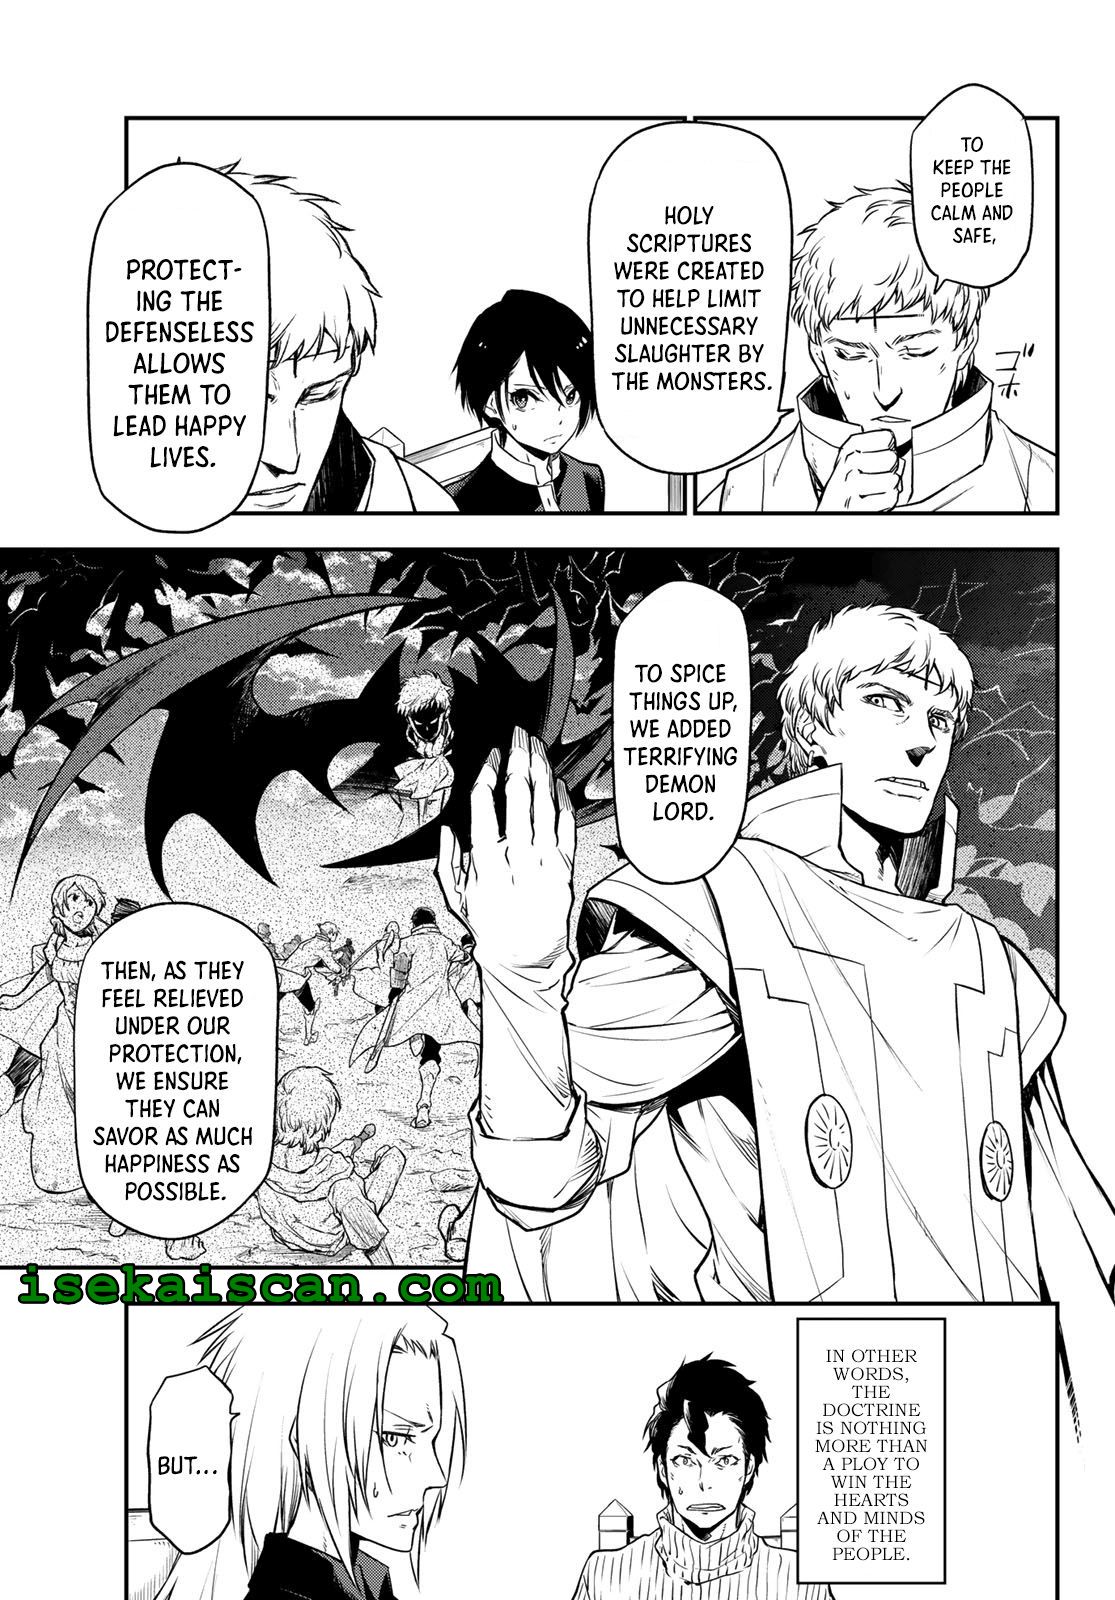 TO
KEEP THE
PEOPLE
CALM AND
SAFE,
ゴホ
HOLY
SCRIPTURES
WERE CREATED
TO HELP LIMIT
UNNECESSARY
SLAUGHTER BY
THE MONSTERS.
PROTECT-
ING THE
DEFENSELESS
ALLOWS
THEM TO
LEAD HAPPY
LIVES.
TO SPICE
THINGS UP,
WE ADDED
TERRIFYING
DEMON
LORD.
THEN, AS THEY
FEEL RELIEVED
UNDER OUR
PROTECTION,
WE ENSURE
THEY CAN
SAVOR AS MUCH
HAPPINESS AS
POSSIBLE.
isekaiscan.com
IN OTHER
WORDS,
THE
DOCTRINE
IS NOTHING
MORE THAN
A PLOY TO
WIN THE
HEARTS
AND MINDS
OF THE
PEOPLE.
BUT...